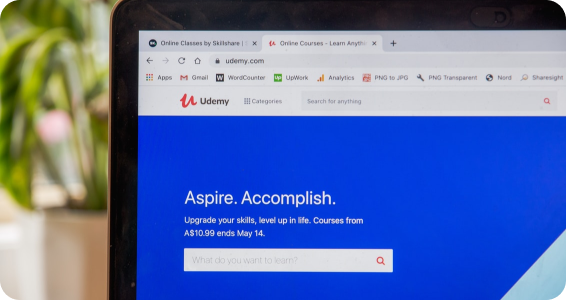 Online Classes by Skillshare |
Online Courses - Learn Anythi
udemy.com
Apps
Gmail
WordCounter
UpWork
Analytics
PNG to JPG
PNG Transparent
Nord
Sharesight
Udemy
Categories
Search for anything
Aspire. Accomplish.
Upgrade your skills, level up in life. Courses from
A$10.99 ends May 14.
What do you want to learn?